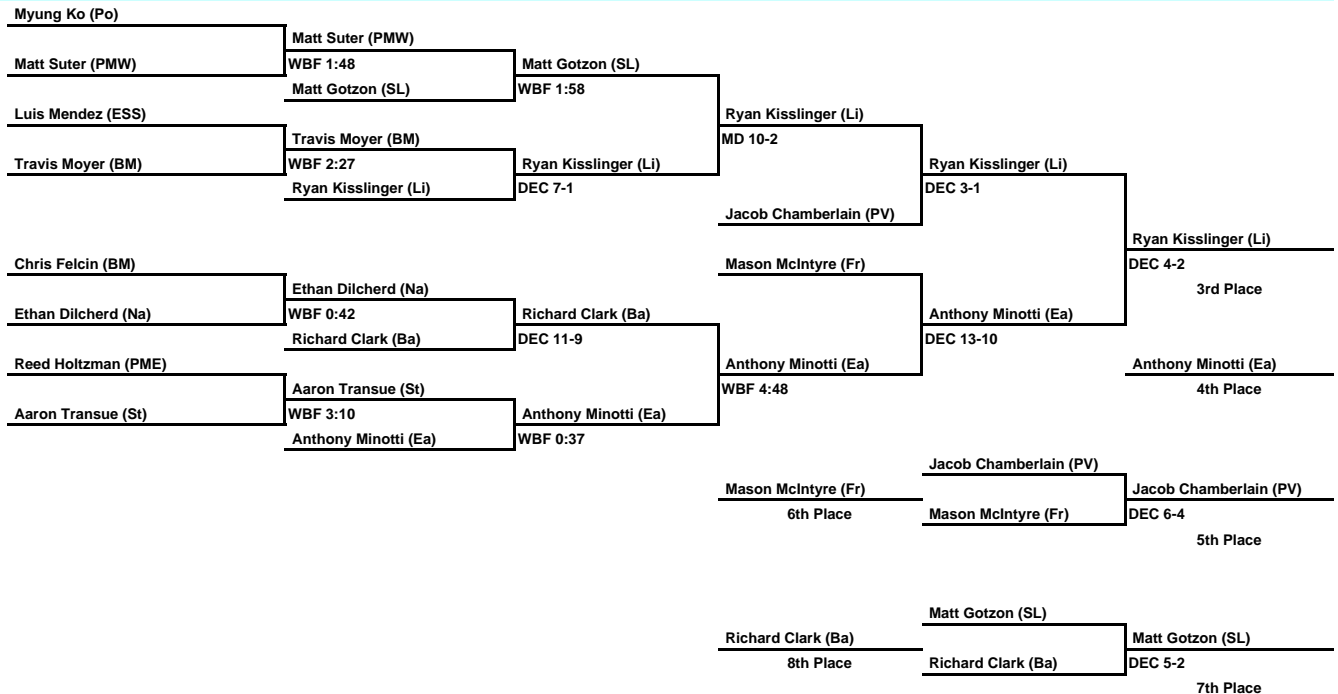 Myung Ko (Po)
Matt Suter (PMW)
Matt Suter (PMW)
WBF 1:48
Matt Gotzon (SL)
Matt Gotzon (SL)
WBF 1:58
Luis Mendez (ESS)
Ryan Kisslinger (Li)
Travis Moyer (BM)
MD 10-2
Travis Moyer (BM)
WBF 2:27
Ryan Kisslinger (Li)
Ryan Kisslinger (Li)
Ryan Kisslinger (Li)
DEC 7-1
DEC 3-1
Jacob Chamberlain (PV)
Ryan Kisslinger (Li)
Chris Felcin (BM)
Mason McIntyre (Fr)
DEC 4-2
Ethan Dilcherd (Na)
3rd Place
Ethan Dilcherd (Na)
WBF 0:42
Richard Clark (Ba)
Anthony Minotti (Ea)
Richard Clark (Ba)
DEC 11-9
DEC 13-10
Reed Holtzman (PME)
Anthony Minotti (Ea)
Anthony Minotti (Ea)
Aaron Transue (St)
WBF 4:48
4th Place
Aaron Transue (St)
WBF 3:10
Anthony Minotti (Ea)
Anthony Minotti (Ea)
WBF 0:37
Jacob Chamberlain (PV)
Mason McIntyre (Fr)
Jacob Chamberlain (PV)
6th Place
Mason McIntyre (Fr)
DEC 6-4
5th Place
Matt Gotzon (SL)
Richard Clark (Ba)
Matt Gotzon (SL)
8th Place
Richard Clark (Ba)
DEC 5-2
7th Place